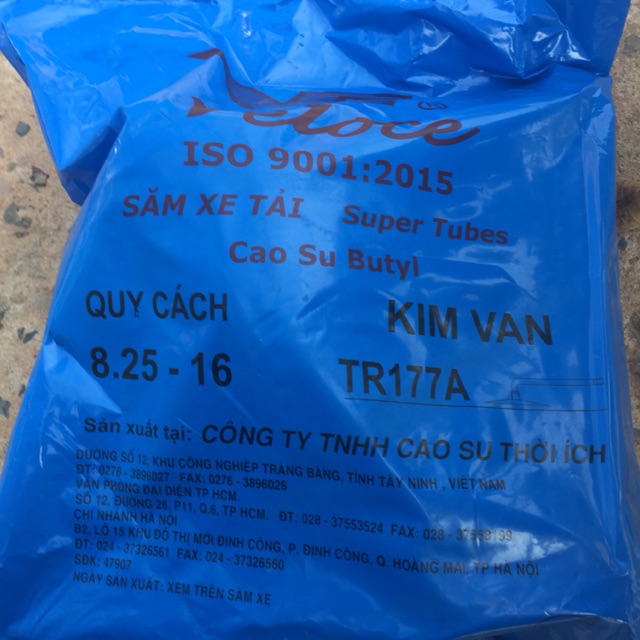 Veloce ®
ISO 9001:2015
SĂM XE TẢI Super Tubes
Cao Su Butyl
QUY CÁCH KIM VAN
8.25 - 16 TR177A
Sản xuất tại: CÔNG TY TNHH CAO SU THỜI ÍCH
ĐƯỜNG SỐ 12, KHU CÔNG NGHIỆP TRẢNG BÀNG, TỈNH TÂY NINH , VIỆT NAM
ĐT: 0276 - 3896027 FAX: 0276 - 3896026
VĂN PHÒNG ĐẠI DIỆN TP HCM.
SỐ 12, ĐƯỜNG 26, P11, Q.6, TP HCM. ĐT: 028 - 37553524 FAX: 028 -
CHI NHÁNH HÀ NỘI
B2, LÔ 15 KHU ĐÔ THỊ MỚI ĐỊNH CÔNG, P. ĐỊNH CÔNG, Q. HOÀNG MAI, TP HÀ NỘI
ĐT: 024 - 37326561 FAX: 024 - 37326560
SĐK: 47907
NGÀY SẢN XUẤT: XEM TRÊN SĂM XE